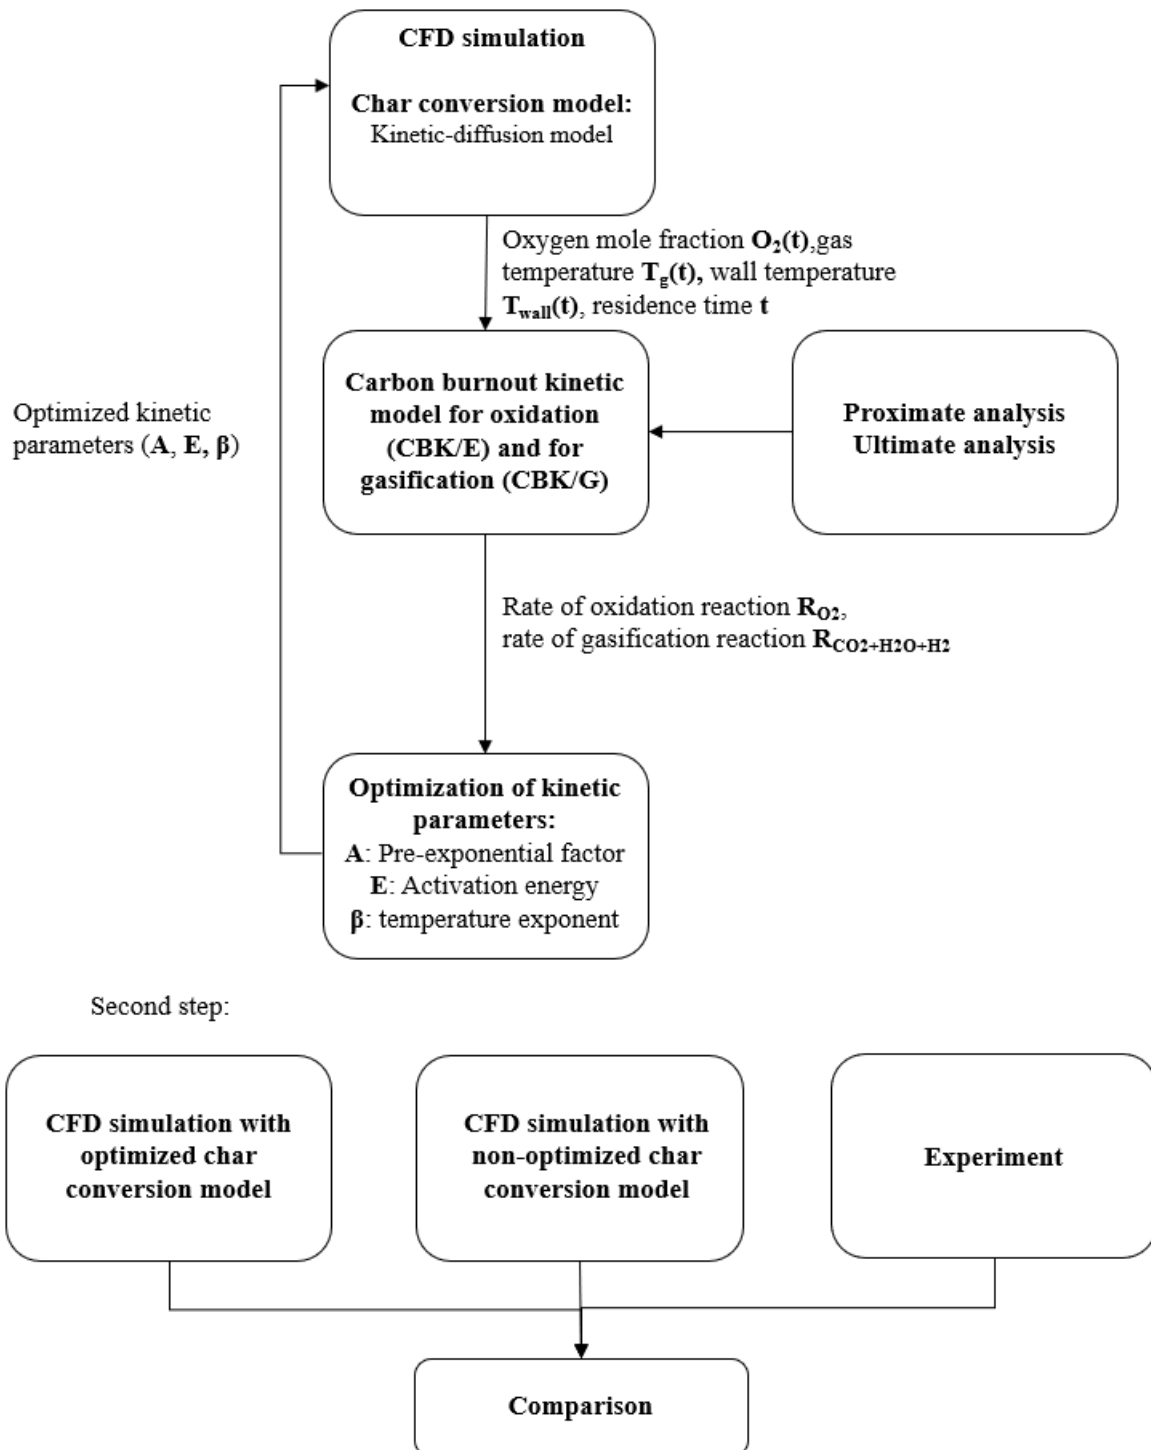 CFD simulation
Char conversion model:
Kinetic-diffusion model
Oxygen mole fraction O₂(t),gas
temperature T_g(t), wall temperature
T_wall(t), residence time t
Carbon burnout kinetic
model for oxidation
(CBK/E) and for
gasification (CBK/G)
Proximate analysis
Ultimate analysis
Optimized kinetic
parameters (A, E, β)
Rate of oxidation reaction R_O2,
rate of gasification reaction R_CO2+H2O+H2
Optimization of kinetic
parameters:
A: Pre-exponential factor
E: Activation energy
β: temperature exponent
Second step:
CFD simulation with
optimized char
conversion model
CFD simulation with
non-optimized char
conversion model
Experiment
Comparison